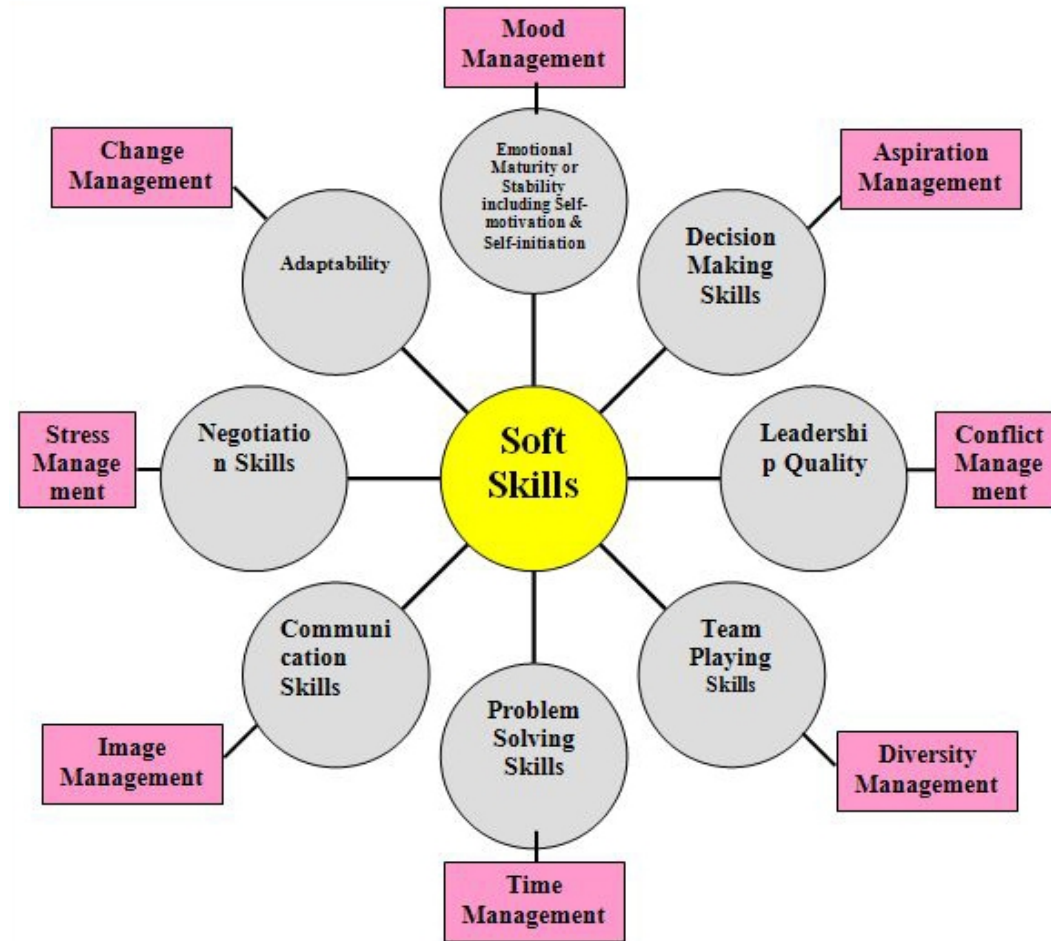 Mood
Management
Change
Management
Aspiration
Management
Emotional
Maturity or
Stability
including Self-
motivation &
Self-initiation
Adaptability
Decision
Making
Skills
Stress
Manage
ment
Negotiatio
n Skills
Soft
Skills
Leadershi
p Quality
Conflict
Manage
ment
Communi
cation
Skills
Team
Playing
Skills
Problem
Solving
Skills
Image
Management
Diversity
Management
Time
Management